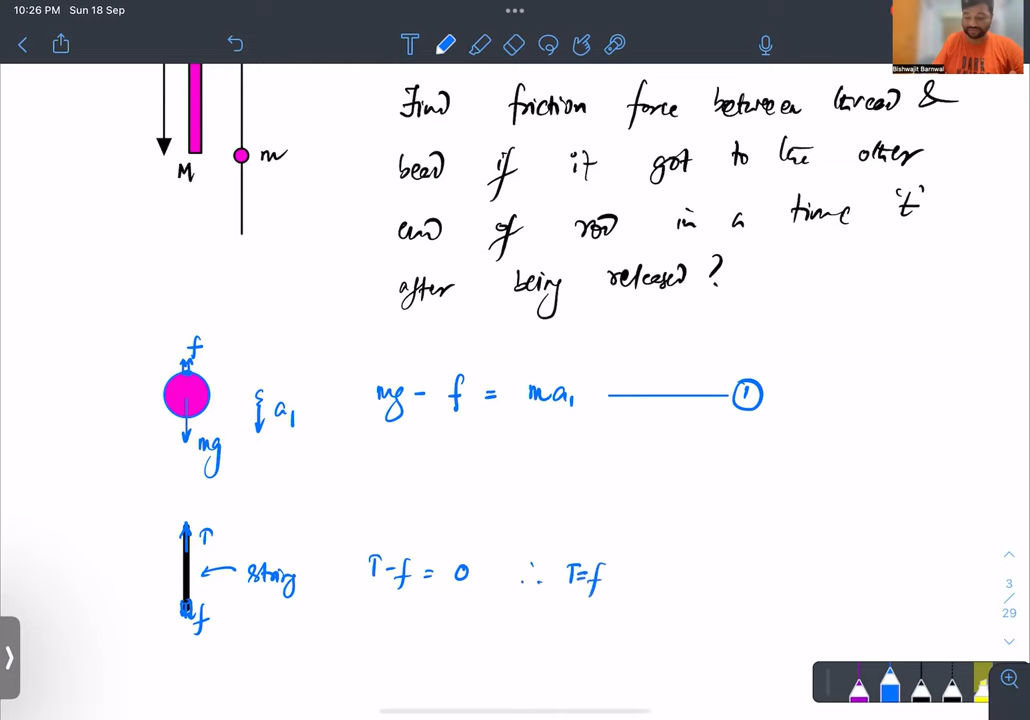 10:26 PM Sun 18 Sep
Bishwajit Barnwal
Find friction force between thread &
bead if it got to the other
end of rod in a time 't'
after being released?
M
m
f
mg - f = ma₁ ① 
a₁
mg
T
string
T-f = 0 ∴ T=f
f
3
/
29